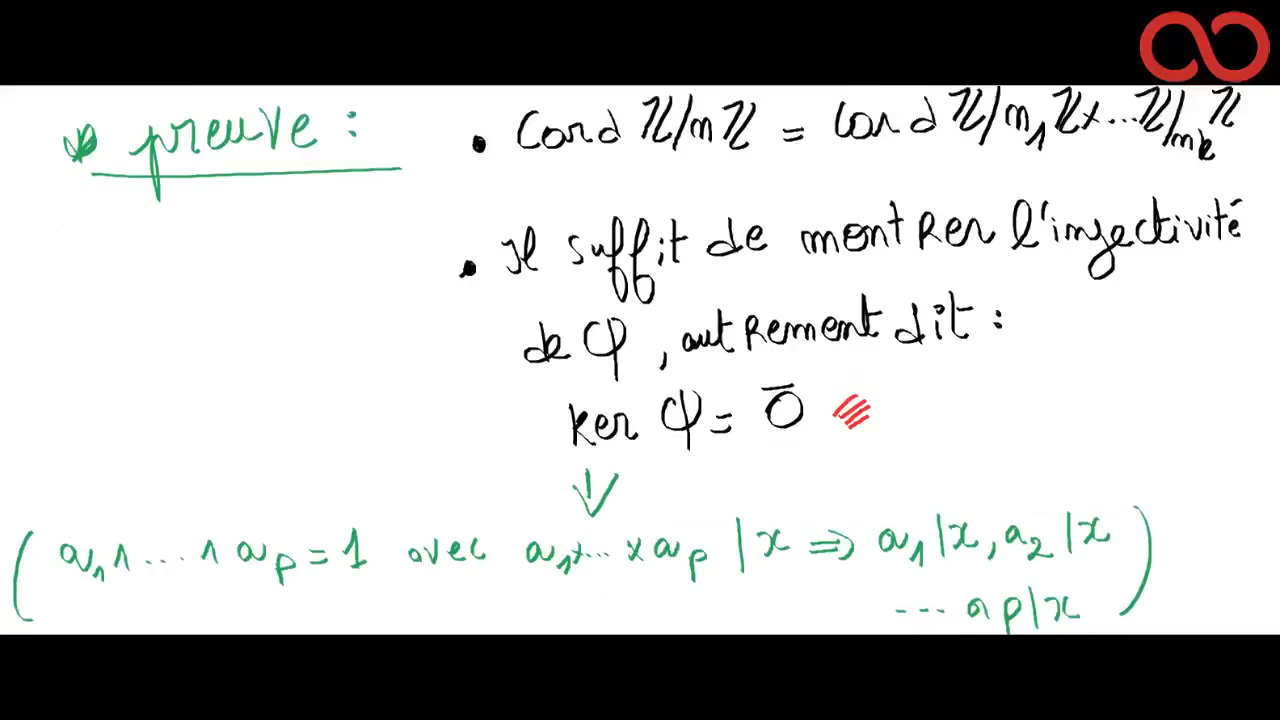 * preuve :
• Card ℤ/nℤ = Card ℤ/n₁ℤ×...ℤ/nₖℤ
• Il suffit de montrer l'injectivité
de φ, autrement dit :
ker φ = 0̄
( a₁∧...∧ aₚ = 1 avec a₁×...×aₚ |x ⇒ a₁|x, a₂|x
... aₚ|x )